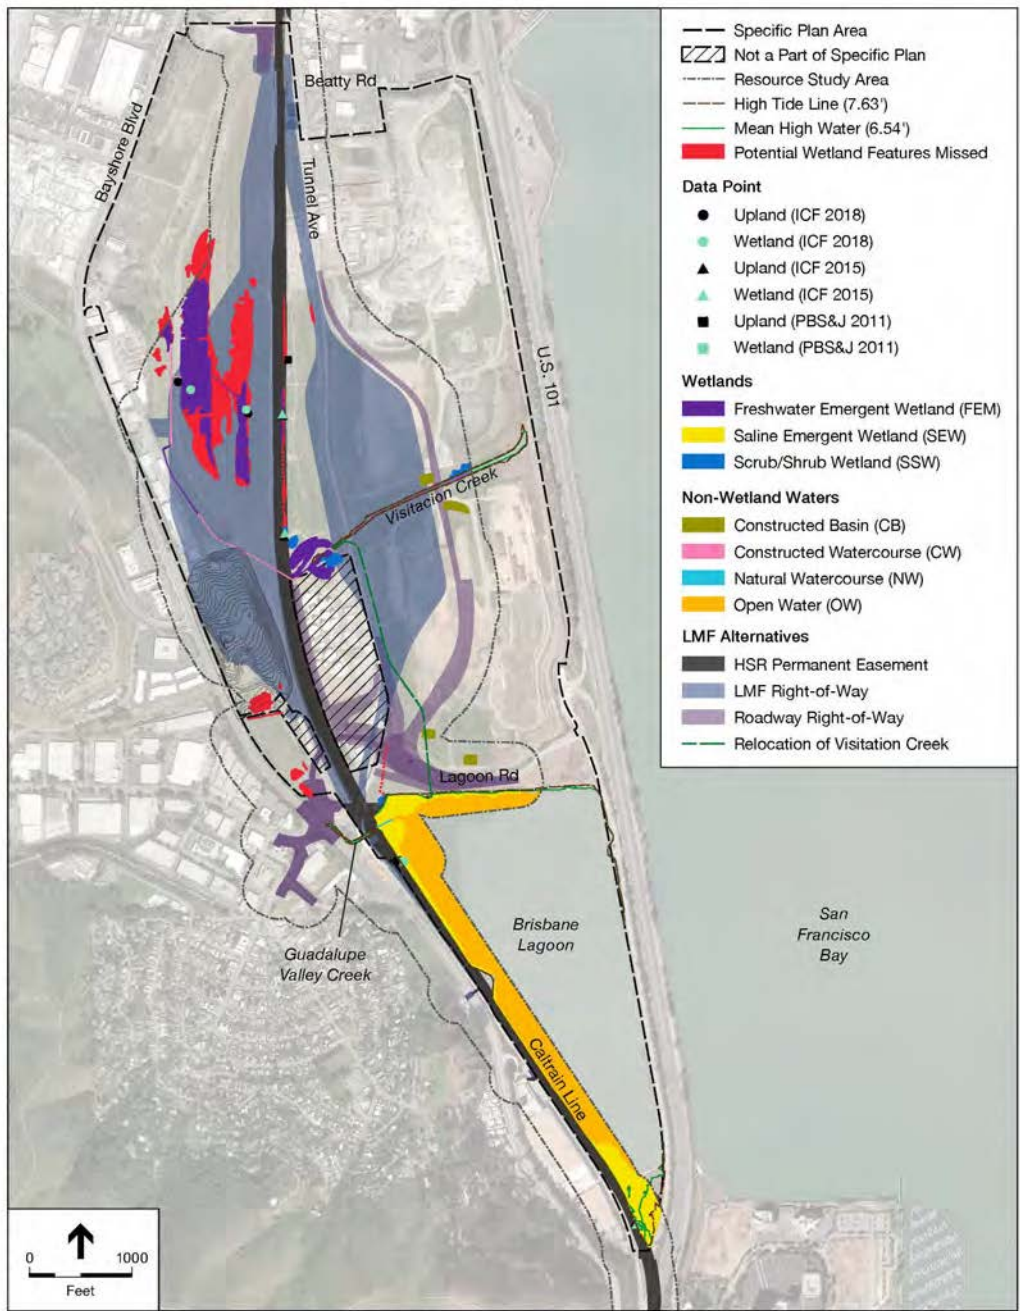 Specific Plan Area
Not a Part of Specific Plan
Resource Study Area
High Tide Line (7.63')
Mean High Water (6.54')
Potential Wetland Features Missed
Data Point
Upland (ICF 2018)
Wetland (ICF 2018)
Upland (ICF 2015)
Wetland (ICF 2015)
Upland (PBS&J 2011)
Wetland (PBS&J 2011)
Wetlands
Freshwater Emergent Wetland (FEM)
Saline Emergent Wetland (SEW)
Scrub/Shrub Wetland (SSW)
Non-Wetland Waters
Constructed Basin (CB)
Constructed Watercourse (CW)
Natural Watercourse (NW)
Open Water (OW)
LMF Alternatives
HSR Permanent Easement
LMF Right-of-Way
Roadway Right-of-Way
Relocation of Visitation Creek
Beatty Rd
Bayshore Blvd
Tunnel Ave
U.S. 101
Visitacion Creek
Lagoon Rd
Brisbane
Lagoon
San
Francisco
Bay
Guadalupe
Valley Creek
Caltrain Line
0 1000
Feet